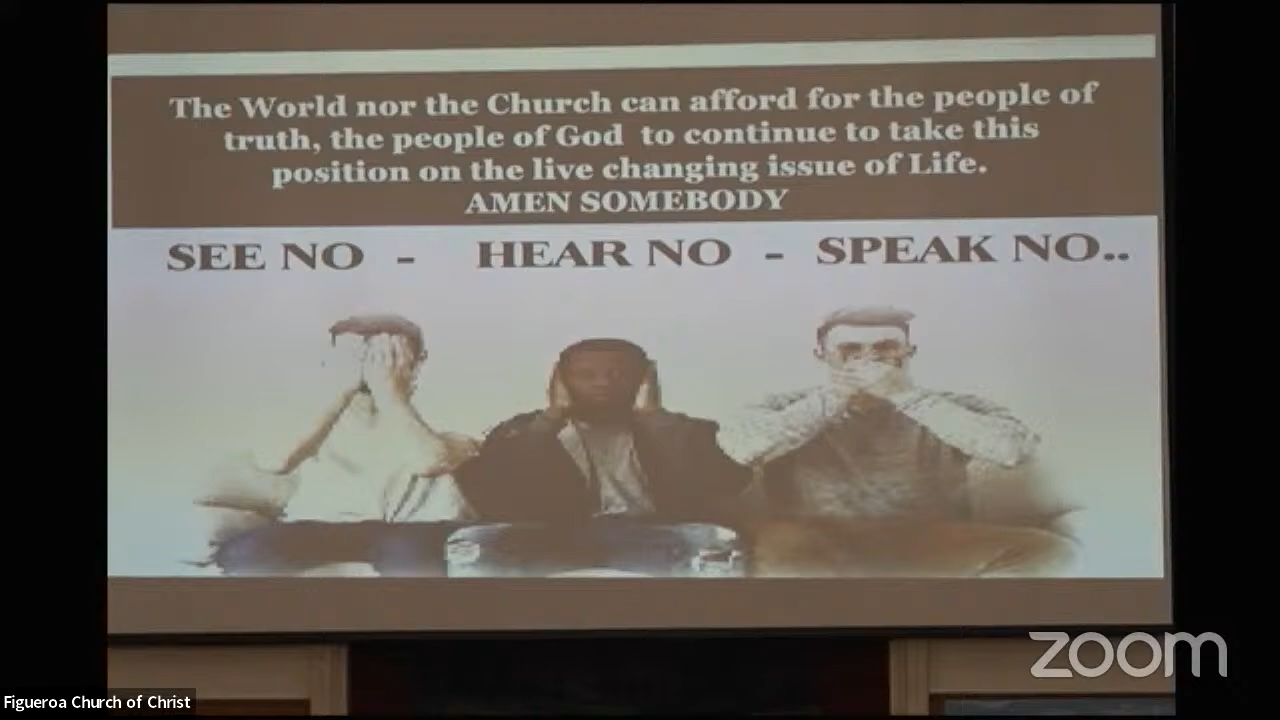 The World nor the Church can afford for the people of
truth, the people of God to continue to take this
position on the live changing issue of Life.
AMEN SOMEBODY
SEE NO - HEAR NO - SPEAK NO..
zoom
Figueroa Church of Christ